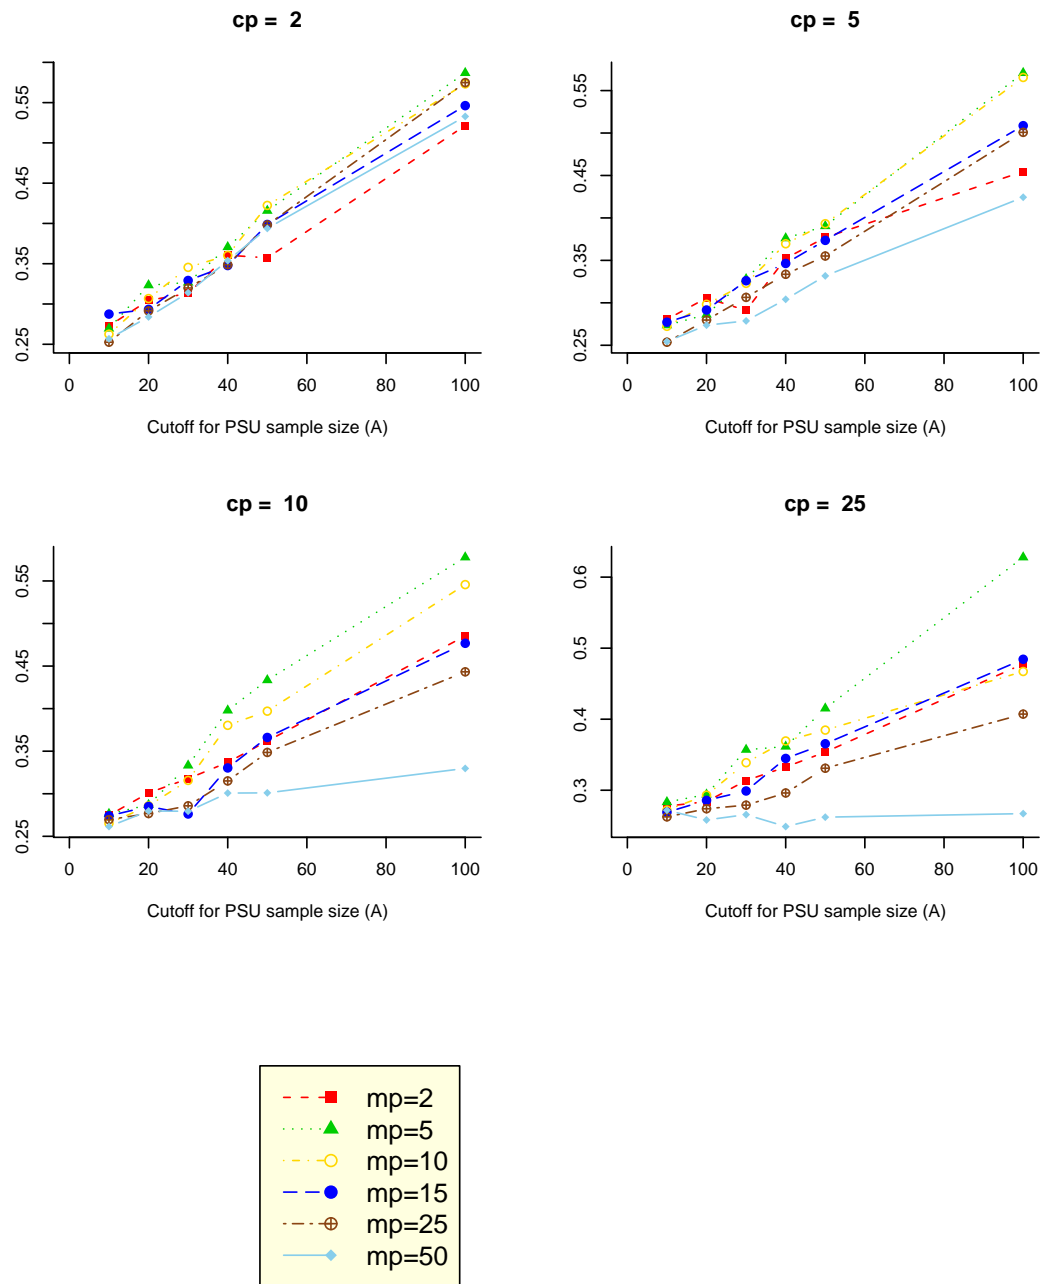 cp = 2
0.55
0.45
0.35
0.25
0 20 40 60 80 100
Cutoff for PSU sample size (A)
cp = 5
0.55
0.45
0.35
0.25
0 20 40 60 80 100
Cutoff for PSU sample size (A)
cp = 10
0.55
0.45
0.35
0.25
0 20 40 60 80 100
Cutoff for PSU sample size (A)
cp = 25
0.6
0.5
0.4
0.3
0 20 40 60 80 100
Cutoff for PSU sample size (A)
mp=2
mp=5
mp=10
mp=15
mp=25
mp=50